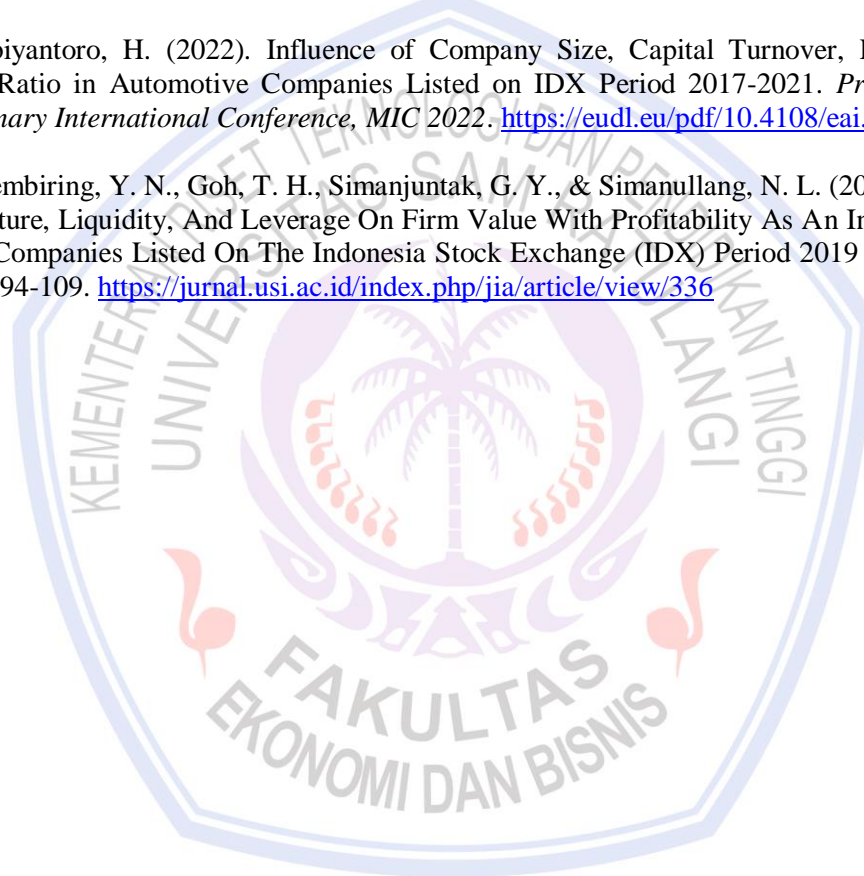 piyantoro, H. (2022). Influence of Company Size, Capital Turnover,
Ratio in Automotive Companies Listed on IDX Period 2017-2021. Pr
nary International Conference, MIC 2022. https://eudl.eu/pdf/10.4108/eai.
embiring, Y. N., Goh, T. H., Simanjuntak, G. Y., & Simanullang, N. L. (20
ture, Liquidity, And Leverage On Firm Value With Profitability As An In
Companies Listed On The Indonesia Stock Exchange (IDX) Period 2019
94-109. https://jurnal.usi.ac.id/index.php/jia/article/view/336
KEMENTERIAN RISET TEKNOLOGI DAN PENDIDIKAN TINGGI
UNIVERSITAS SAM RATULANGI
FAKULTAS
EKONOMI DAN BISNIS